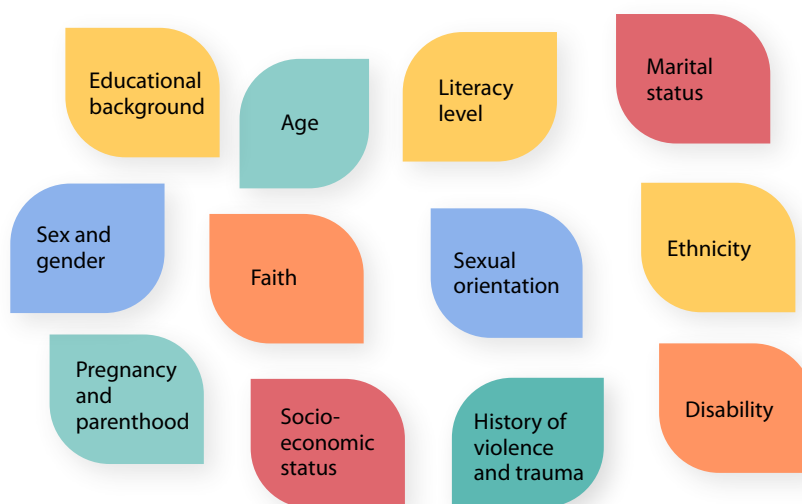 Educational
background
Age
Literacy
level
Marital
status
Sex and
gender
Faith
Sexual
orientation
Ethnicity
Pregnancy
and
parenthood
Socio-
economic
status
History of
violence
and trauma
Disability